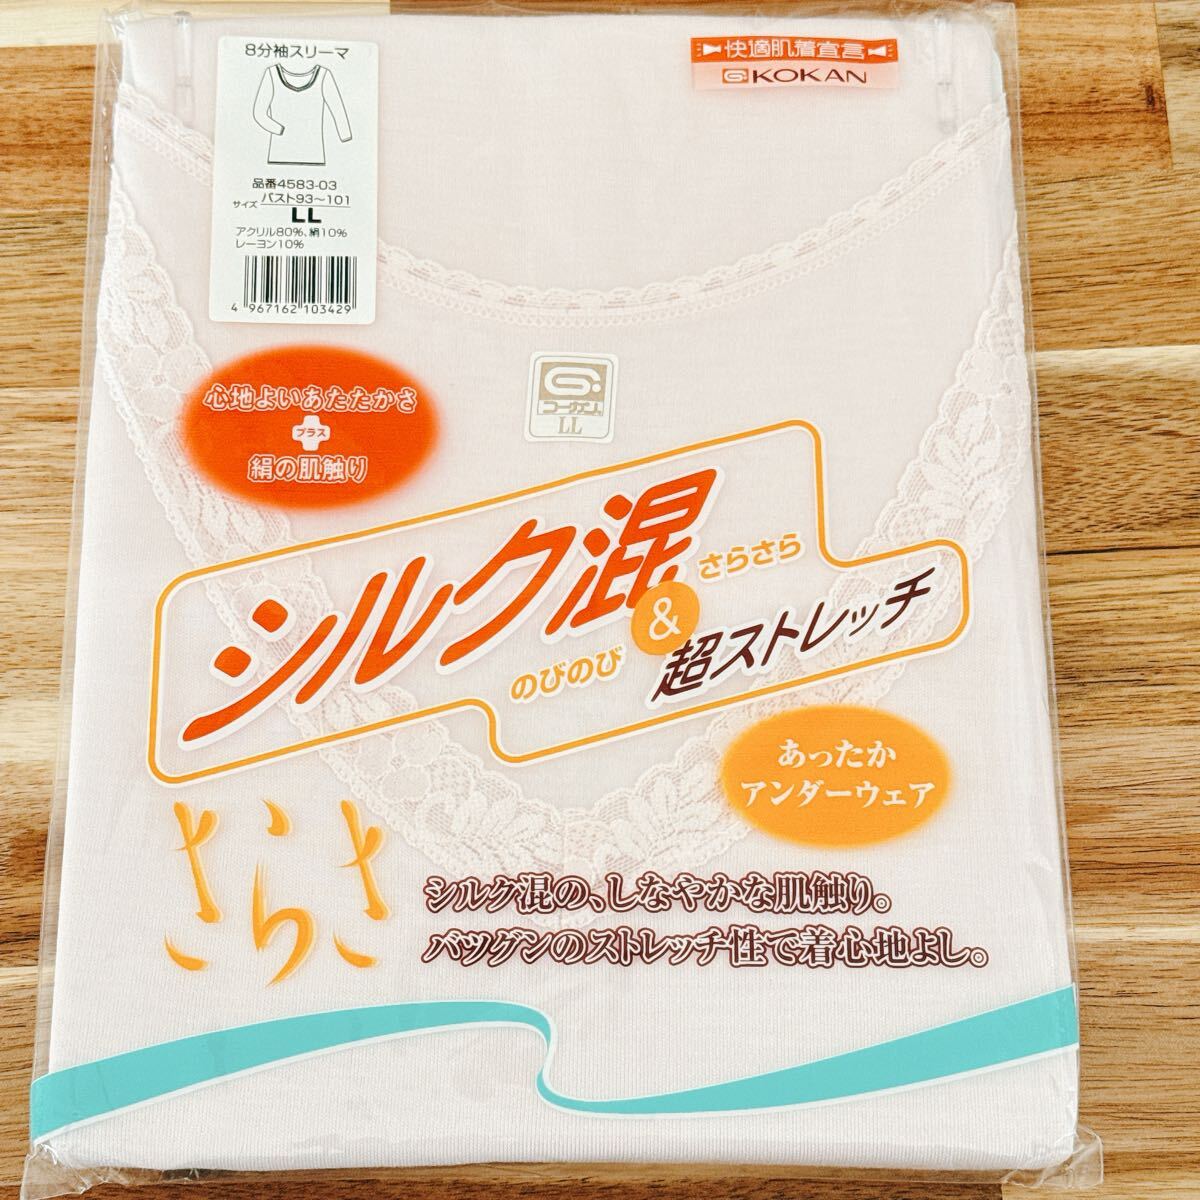 8分袖スリーマ
品番4583-03
サイズ バスト93〜101
LL
アクリル80%、絹10%
レーヨン10%
4 967162 103429
快適肌着宣言
KOKAN
心地よいあたたかさ
プラス
絹の肌触り
コーカン
LL
シルク混
&
さらさら
のびのび
超ストレッチ
あったか
アンダーウェア
さらさ
シルク混の、しなやかな肌触り。
バツグンのストレッチ性で着心地よし。